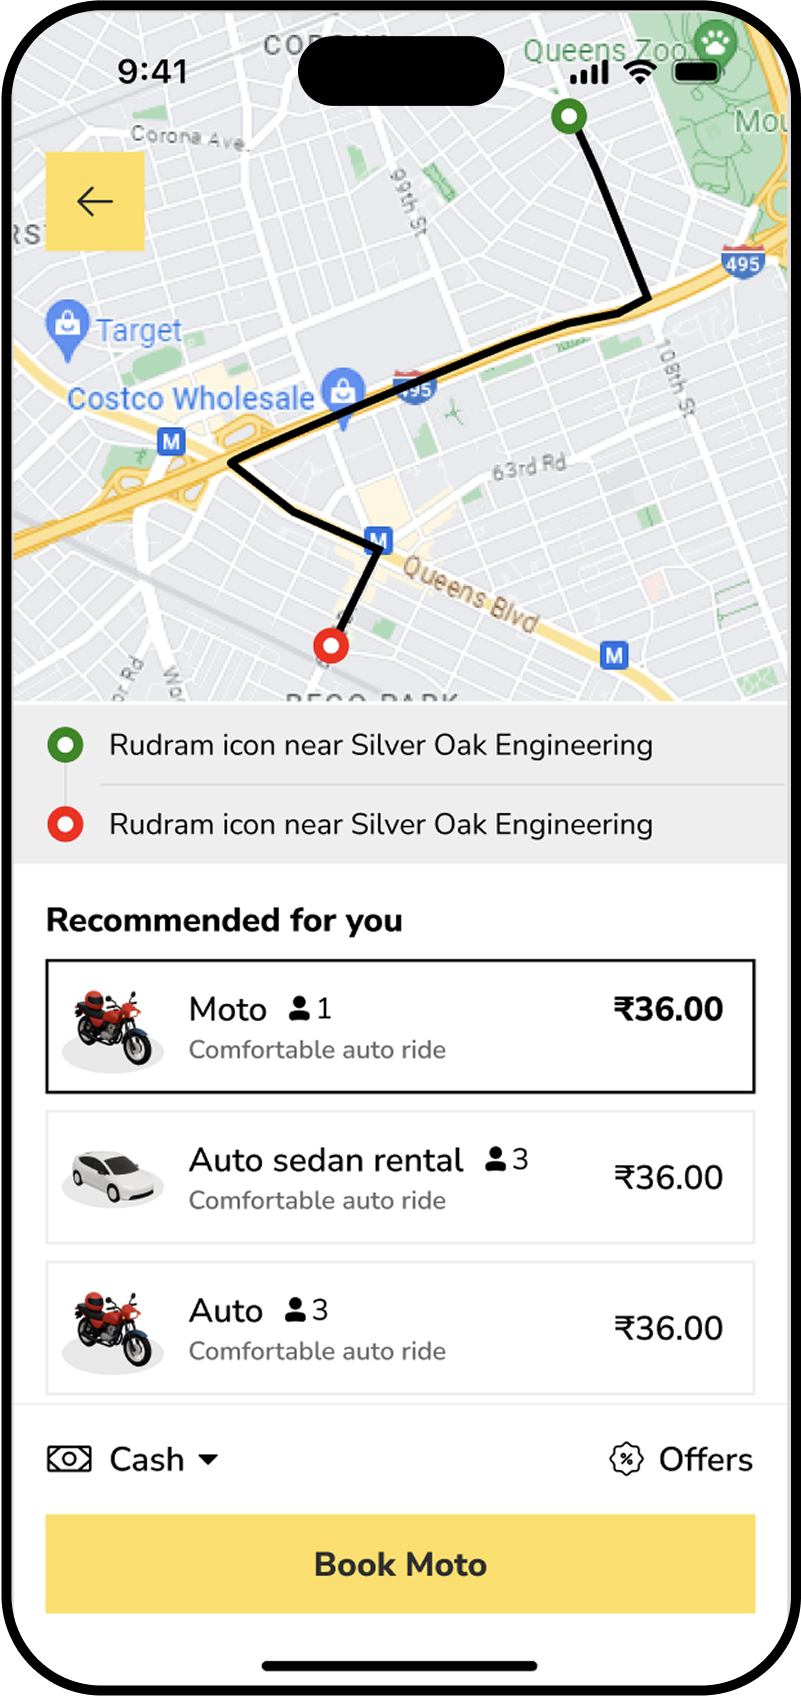 9:41
Queens Zoo
Corona Ave.
99th St
495
Target
Costco Wholesale
495
108th St
M
63rd Rd
M
Queens Blvd
M
Rudram icon near Silver Oak Engineering
Rudram icon near Silver Oak Engineering
Recommended for you
Moto 1
₹36.00
Comfortable auto ride
Auto sedan rental 3
₹36.00
Comfortable auto ride
Auto 3
₹36.00
Comfortable auto ride
Cash
Offers
Book Moto